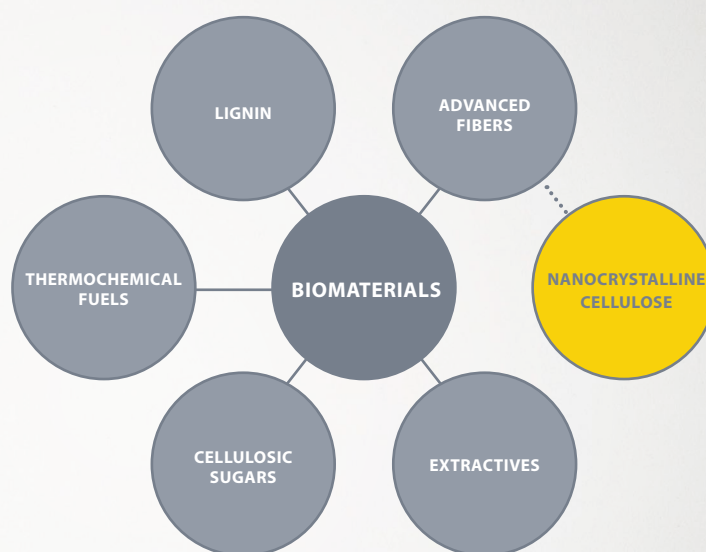 LIGNIN
ADVANCED
FIBERS
THERMOCHEMICAL
FUELS
BIOMATERIALS
NANOCRYSTALLINE
CELLULOSE
CELLULOSIC
SUGARS
EXTRACTIVES